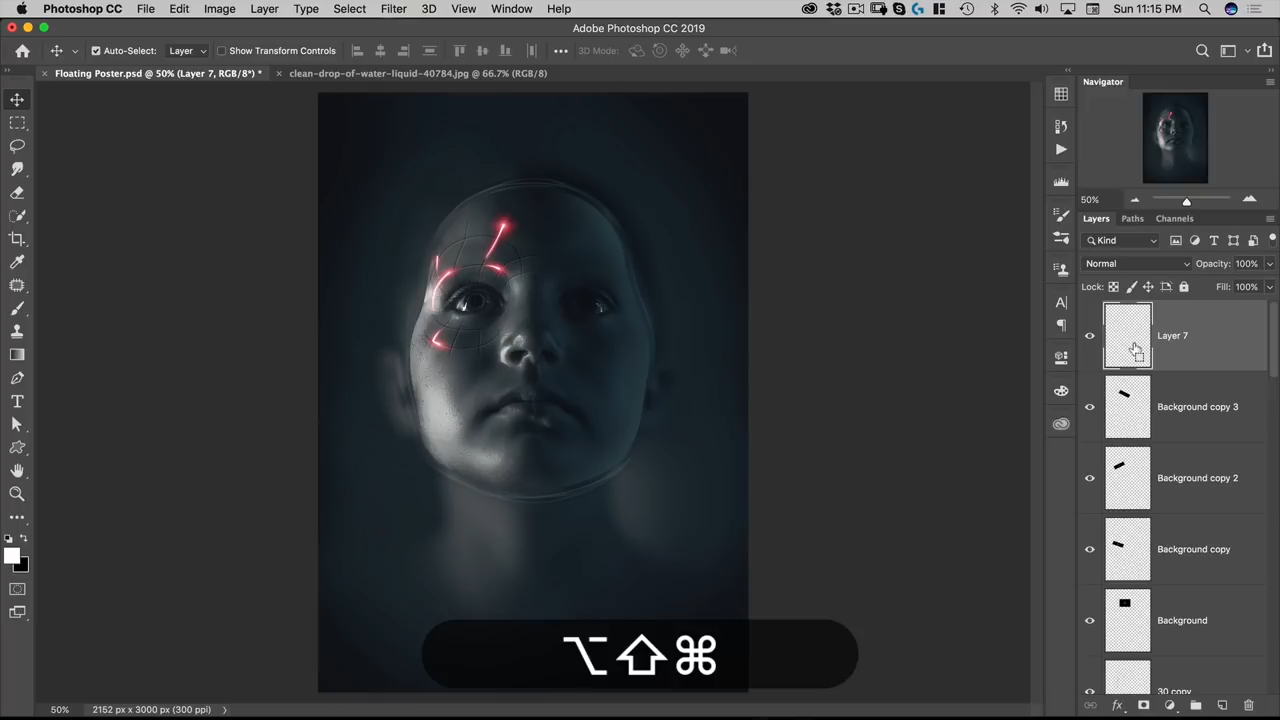 Photoshop CC File Edit Image Layer Type Select Filter 3D View Window Help Sun 11:15 PM
Adobe Photoshop CC 2019
Auto-Select: Layer Show Transform Controls 3D Mode:
Floating Poster.psd @ 50% (Layer 7, RGB/8*) * clean-drop-of-water-liquid-40784.jpg @ 66.7% (RGB/8)
Navigator
50%
Layers Paths Channels
Kind
Normal Opacity: 100%
Lock: Fill: 100%
Layer 7
Background copy 3
Background copy 2
Background copy
Background
30 copy
⌥⇧⌘
50% 2152 px x 3000 px (300 ppi)